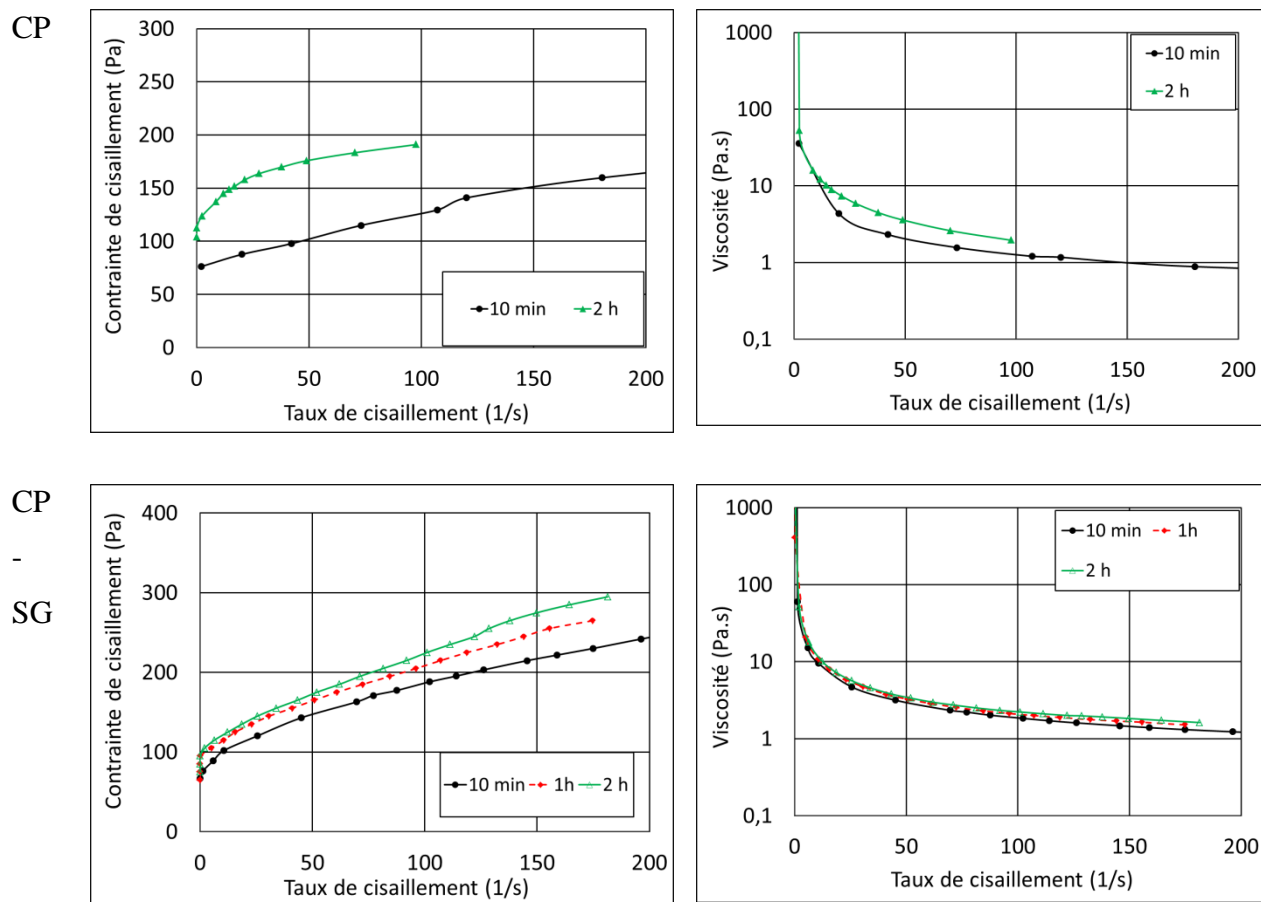 CP
Contrainte de cisaillement (Pa)
300
250
200
150
100
50
0
10 min
2 h
0
50
100
150
200
Taux de cisaillement (1/s)
Viscosité (Pa.s)
1000
100
10
1
0,1
10 min
2 h
0
50
100
150
200
Taux de cisaillement (1/s)
CP
-
SG
Contrainte de cisaillement (Pa)
400
300
200
100
0
10 min
1h
2 h
0
50
100
150
200
Taux de cisaillement (1/s)
Viscosité (Pa.s)
1000
100
10
1
0,1
10 min
1h
2 h
0
50
100
150
200
Taux de cisaillement (1/s)